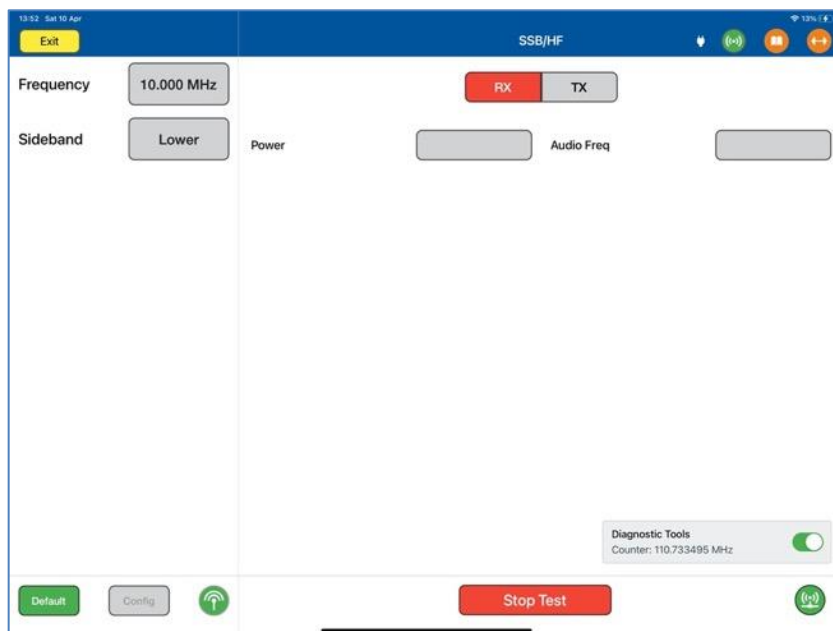 13:52 Sat 10 Apr
13%
Exit
SSB/HF
Frequency
10.000 MHz
RX
TX
Sideband
Lower
Power
Audio Freq
Diagnostic Tools
Counter: 110.733495 MHz
Default
Config
Stop Test